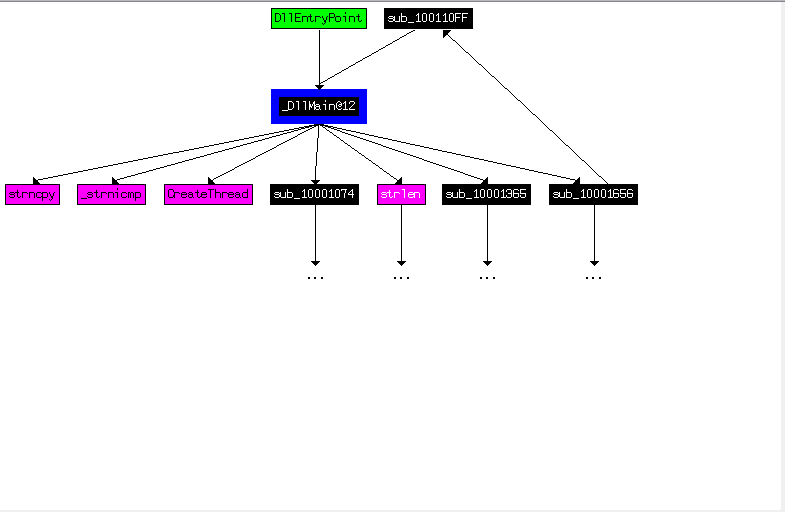 DllEntryPoint sub_100110FF
_DllMain@12
strncpy _strnicmp CreateThread sub_10001074 strlen sub_10001365 sub_10001656
... ... ... ...